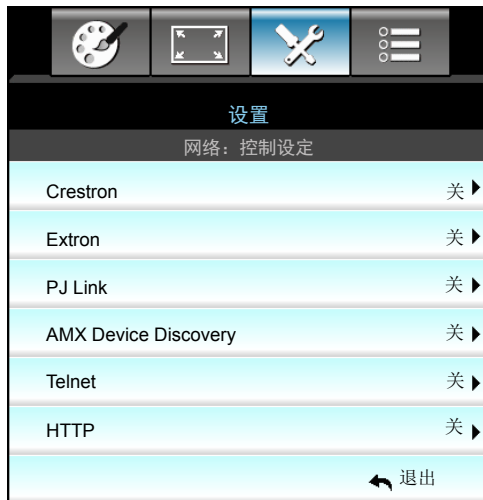 设置
网络：控制设定
Crestron 关
Extron 关
PJ Link 关
AMX Device Discovery 关
Telnet 关
HTTP 关
退出